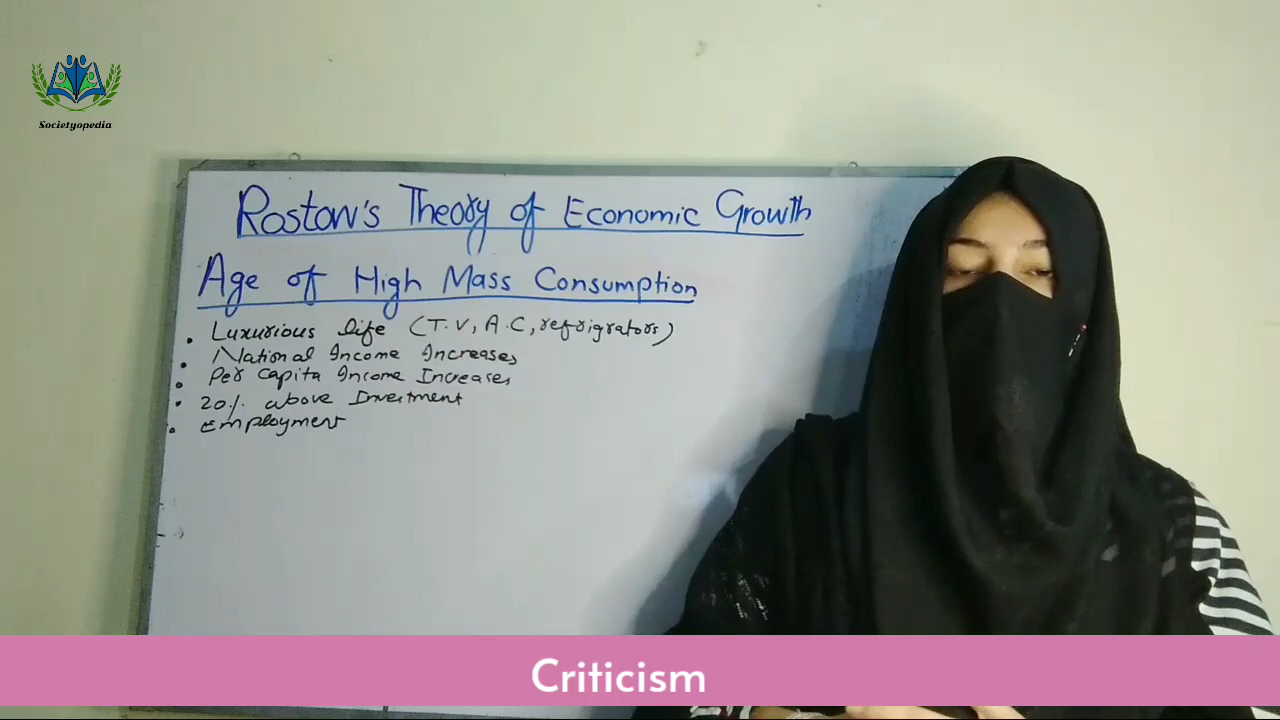 Societyopedia
Rostow's Theory of Economic Growth
Age of High Mass Consumption
• Luxurious life (T.V, A.C, refrigrators)
• National Income Increases
• Per Capita Income Increases
• 20% above Investment
• Employment
Criticism